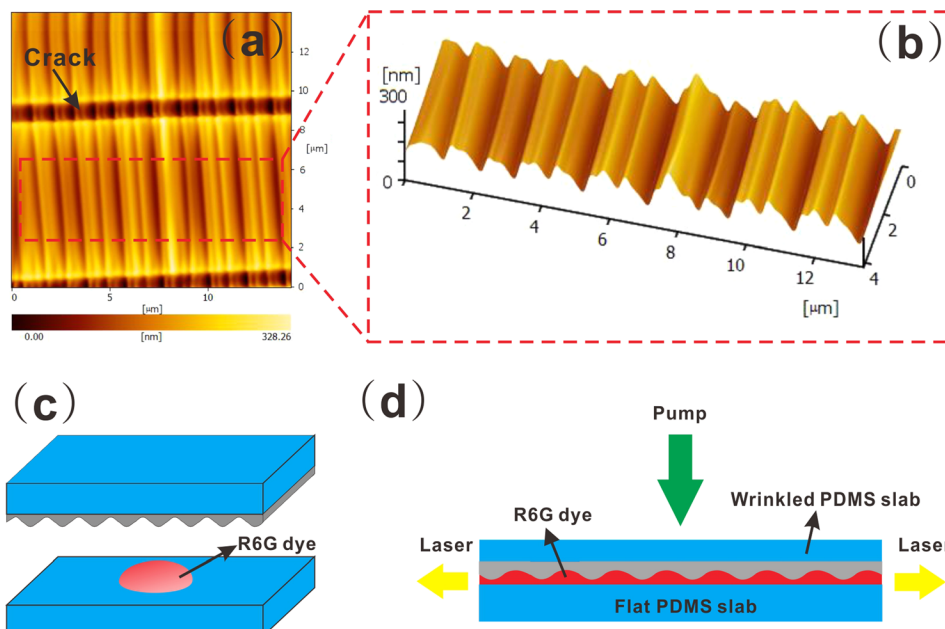 (a)
Crack
14
12
10
8
[μm]
6
4
2
0
0
5
10
[μm]
0.00
[nm]
328.26
(b)
[nm]
300
0
2
4
6
8
10
12
[μm]
0
2
4
(c)
R6G dye
(d)
Pump
Wrinkled PDMS slab
R6G dye
Laser
Laser
Flat PDMS slab